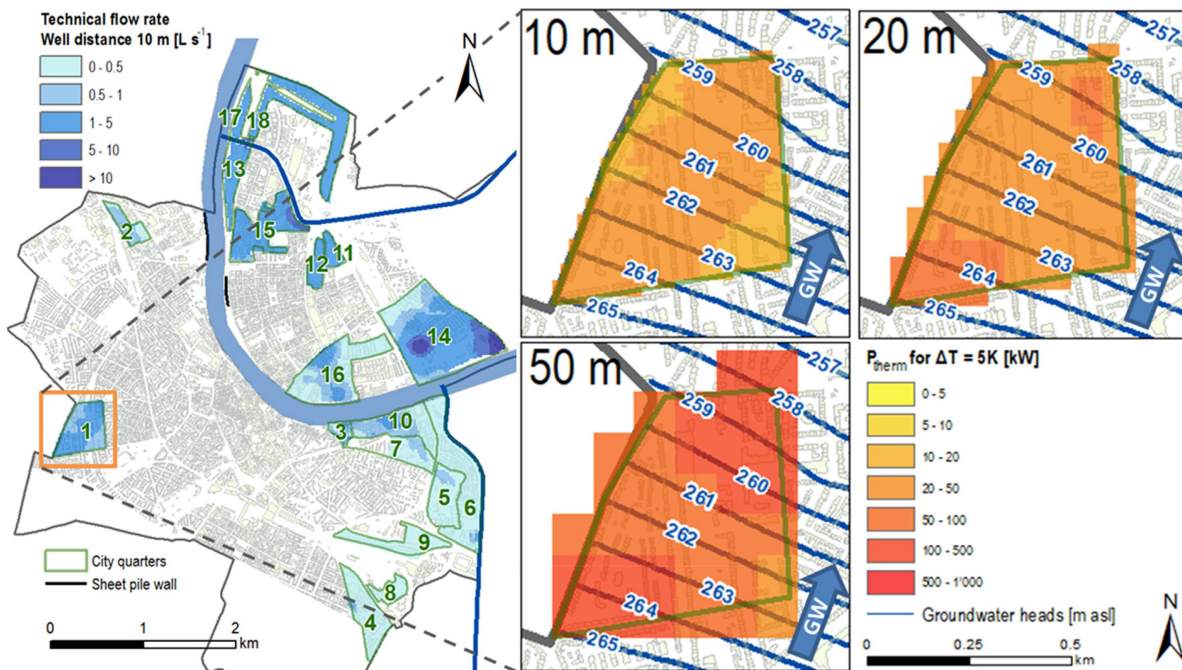 Technical flow rate
Well distance 10 m [L s⁻¹]
0 - 0.5
0.5 - 1
1 - 5
5 - 10
> 10
N
17
18
13
2
15
11
12
14
16
1
3
10
7
5
6
9
8
4
City quarters
Sheet pile wall
0 1 2
km
10 m
257
259
258
261
260
262
263
264
265
GW
20 m
257
259
258
261
260
262
263
264
265
GW
50 m
257
259
258
260
261
262
263
264
265
GW
P therm for ΔT = 5K [kW]
0 - 5
5 - 10
10 - 20
20 - 50
50 - 100
100 - 500
500 - 1'000
Groundwater heads [m asl]
N
0 0.25 0.5
km